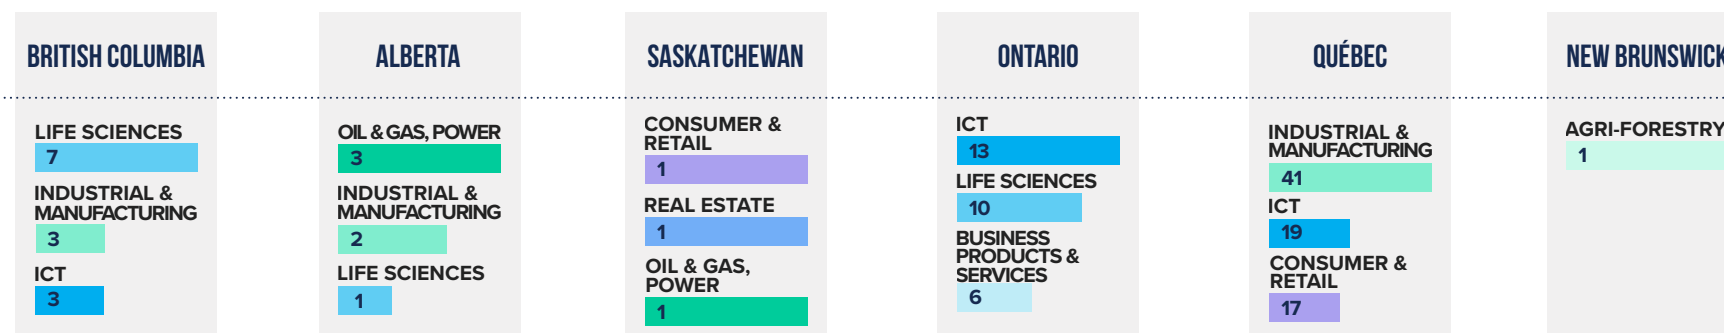 BRITISH COLUMBIA
LIFE SCIENCES
7
INDUSTRIAL &
MANUFACTURING
3
ICT
3
ALBERTA
OIL & GAS, POWER
3
INDUSTRIAL &
MANUFACTURING
2
LIFE SCIENCES
1
SASKATCHEWAN
CONSUMER &
RETAIL
1
REAL ESTATE
1
OIL & GAS,
POWER
1
ONTARIO
ICT
13
LIFE SCIENCES
10
BUSINESS
PRODUCTS &
SERVICES
6
QUÉBEC
INDUSTRIAL &
MANUFACTURING
41
ICT
19
CONSUMER &
RETAIL
17
NEW BRUNSWICK
AGRI-FORESTRY
1